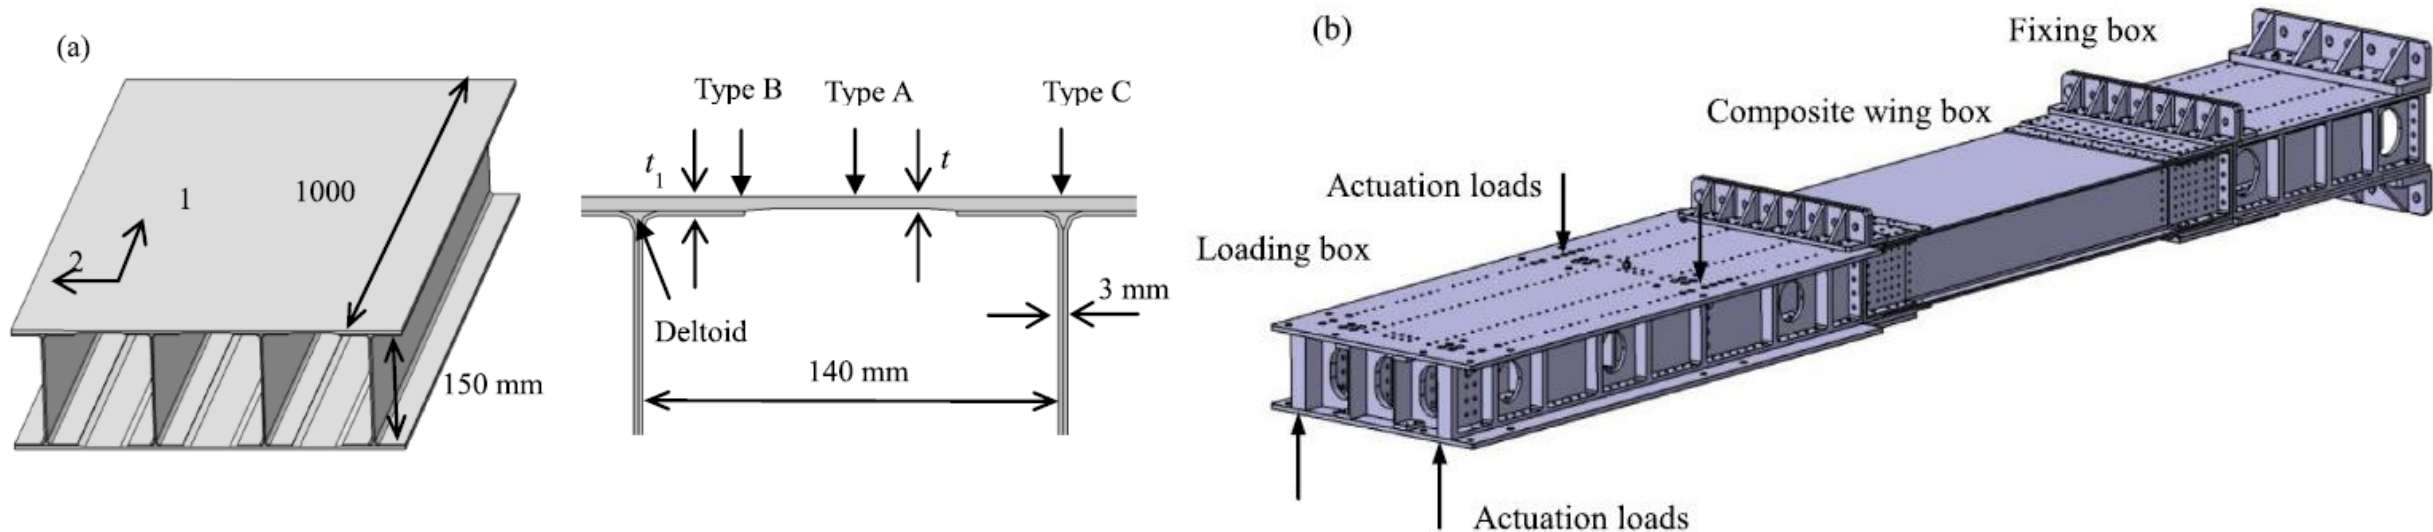 (a)
1
2
1000
150 mm
Type B
Type A
Type C
t1
t
3 mm
Deltoid
140 mm
(b)
Fixing box
Composite wing box
Actuation loads
Loading box
Actuation loads